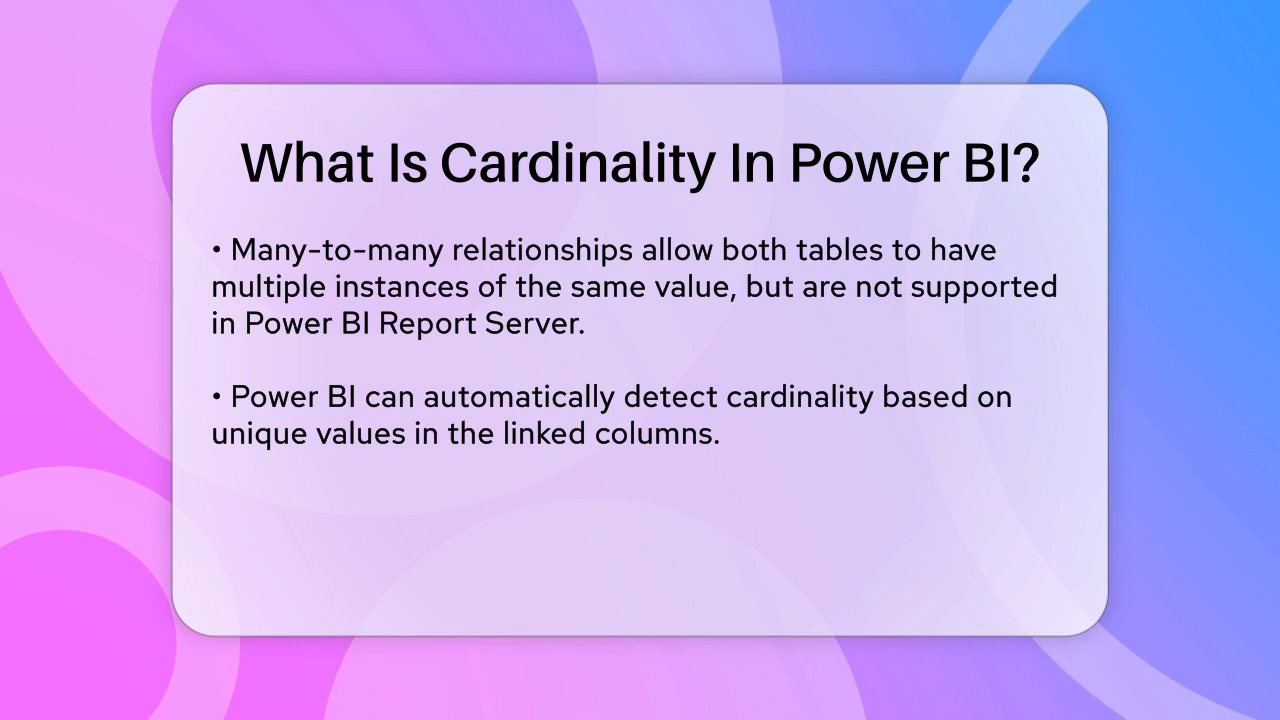 What Is Cardinality In Power BI?
• Many-to-many relationships allow both tables to have
multiple instances of the same value, but are not supported
in Power BI Report Server.
• Power BI can automatically detect cardinality based on
unique values in the linked columns.